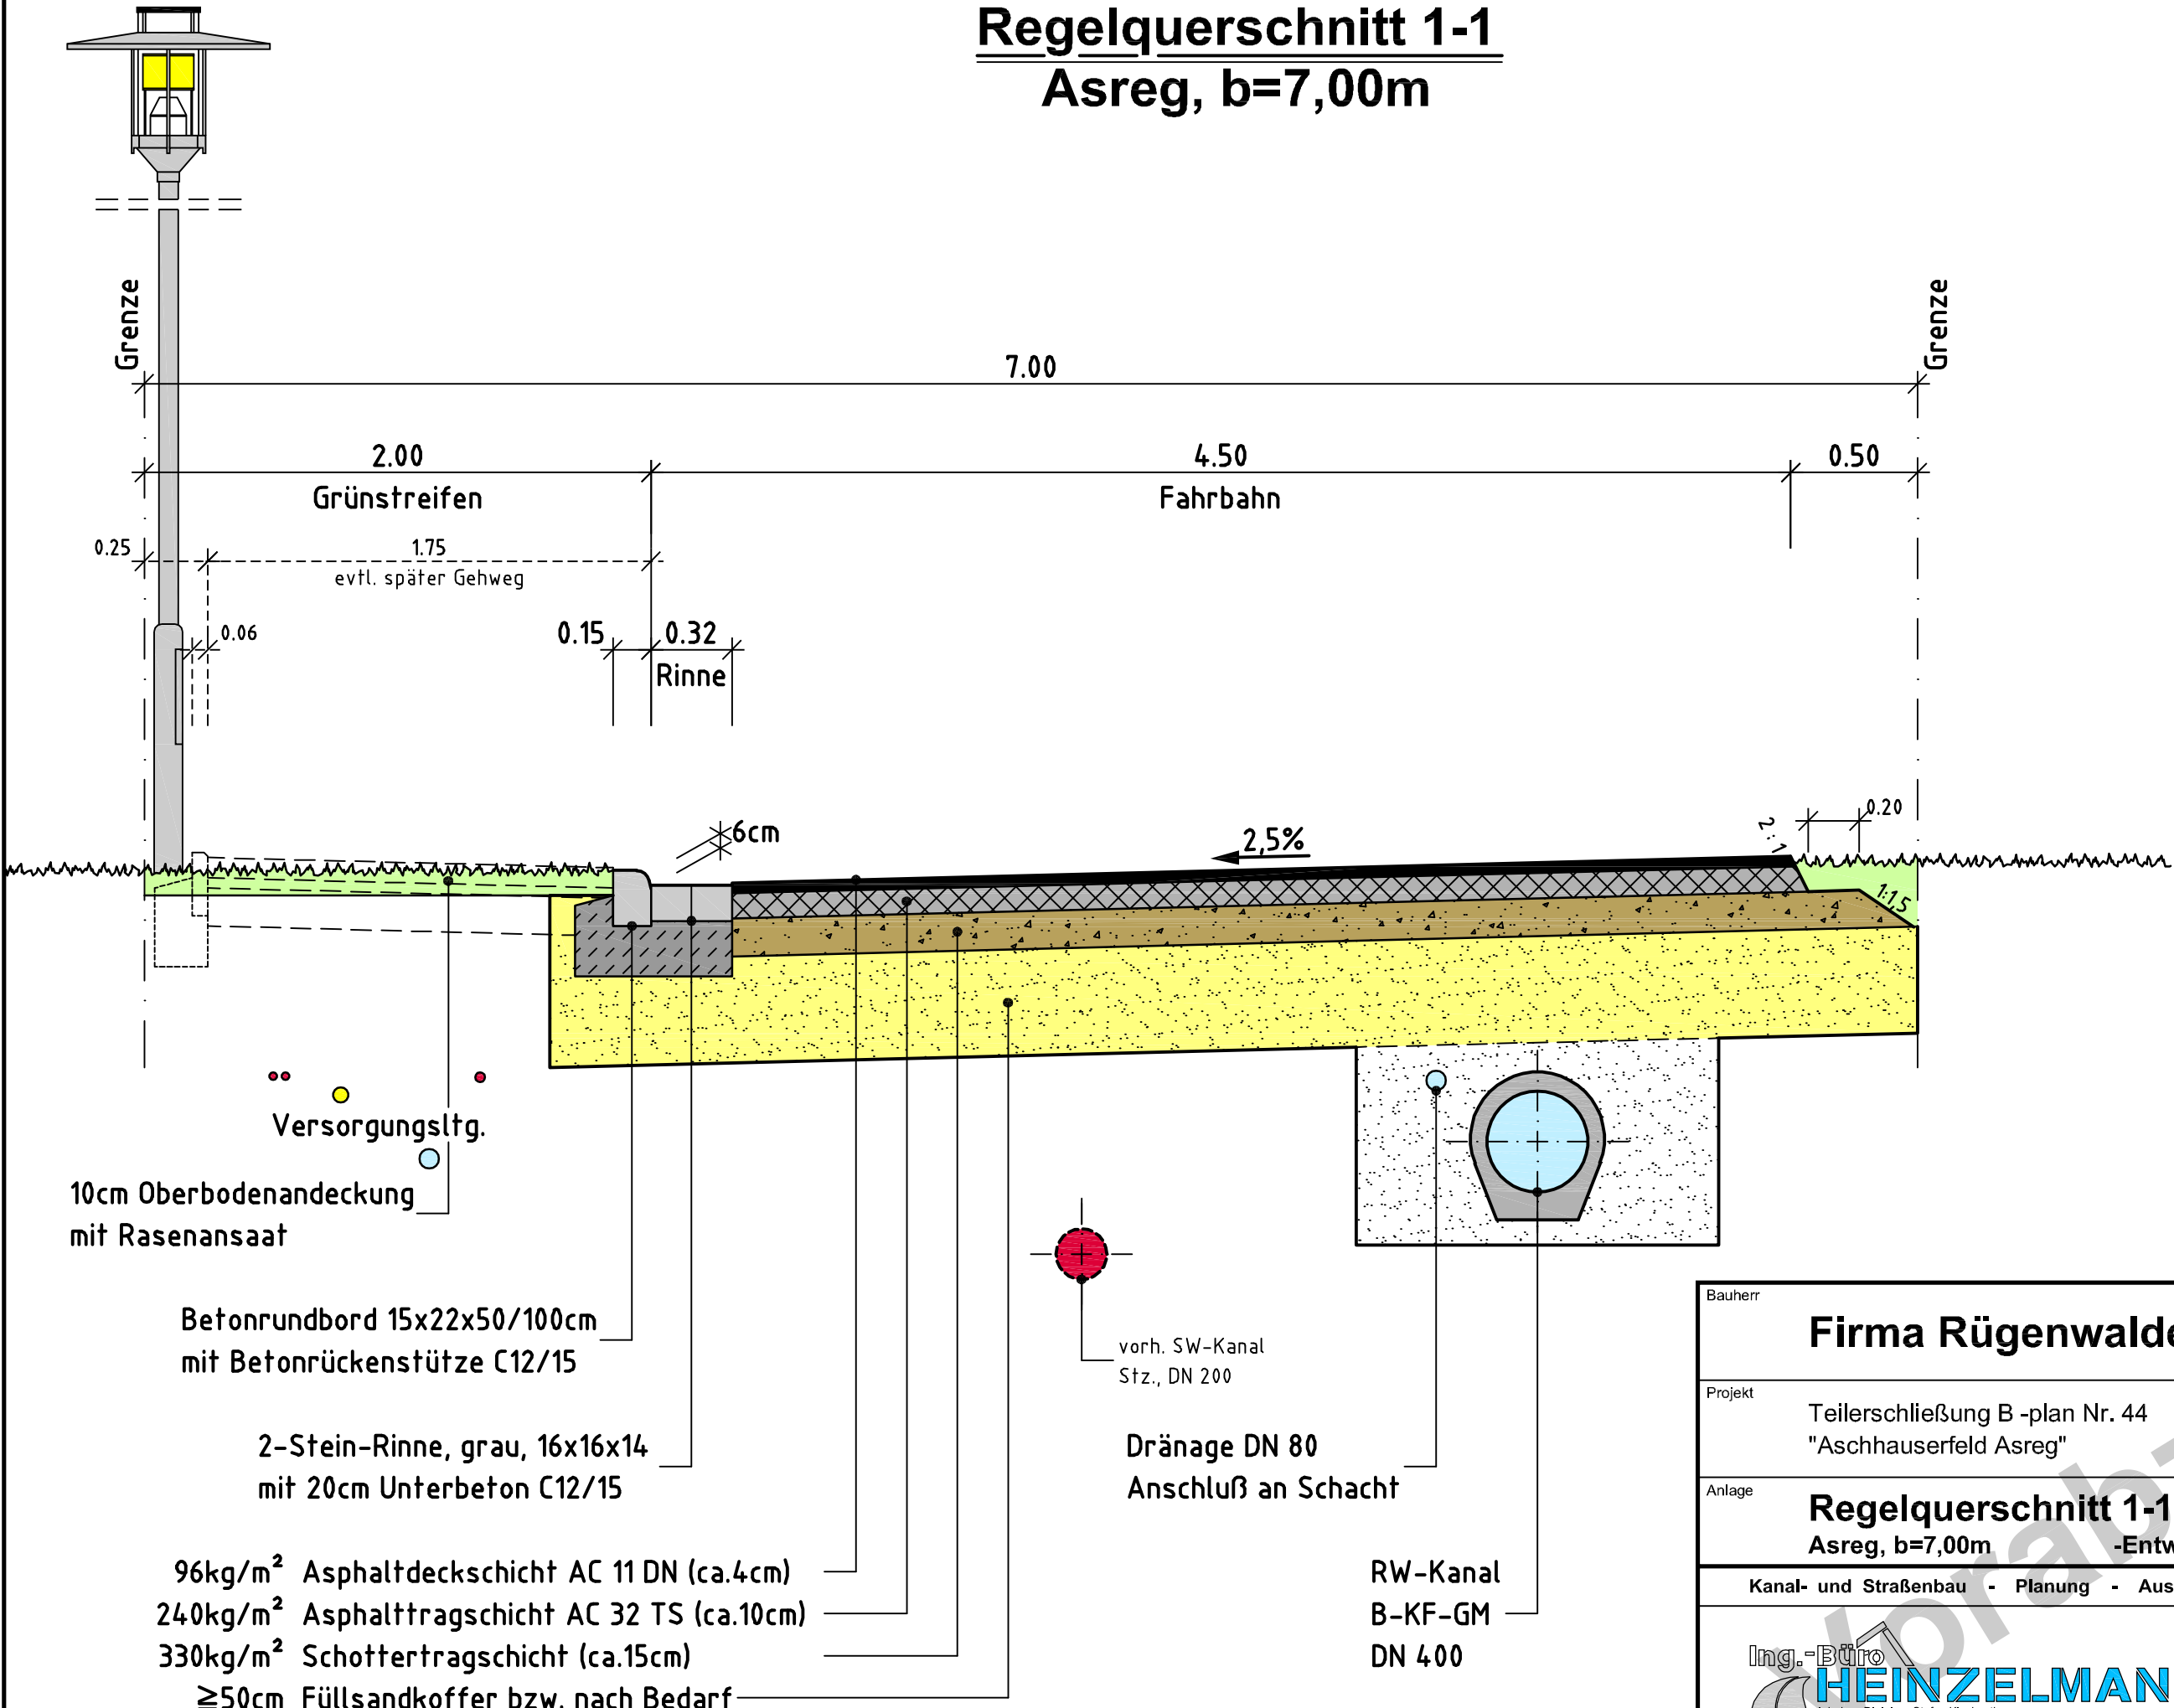 Regelquerschnitt 1-1
Asreg, b=7,00m
Grenze
Grenze
7.00
2.00
4.50
0.50
Grünstreifen
Fahrbahn
0.25
1.75
evtl. später Gehweg
0.06
0.15
0.32
Rinne
6cm
2,5%
2:1
0.20
1:1,5
Versorgungsltg.
10cm Oberbodenandeckung
mit Rasenansaat
Betonrundbord 15x22x50/100cm
mit Betonrückenstütze C12/15
vorh. SW-Kanal
Stz., DN 200
2-Stein-Rinne, grau, 16x16x14
mit 20cm Unterbeton C12/15
Dränage DN 80
Anschluß an Schacht
96kg/m² Asphaltdeckschicht AC 11 DN (ca.4cm)
240kg/m² Asphalttragschicht AC 32 TS (ca.10cm)
330kg/m² Schottertragschicht (ca.15cm)
≥50cm Füllsandkoffer bzw. nach Bedarf
RW-Kanal
B-KF-GM
DN 400
Bauherr
Firma Rügenwalde
Projekt
Teilerschließung B -plan Nr. 44
"Aschhauserfeld Asreg"
Anlage
Regelquerschnitt 1-1
Asreg, b=7,00m -Entw
Kanal- und Straßenbau - Planung - Aus
Vorab
Ing.-Büro
HEINZELMAN